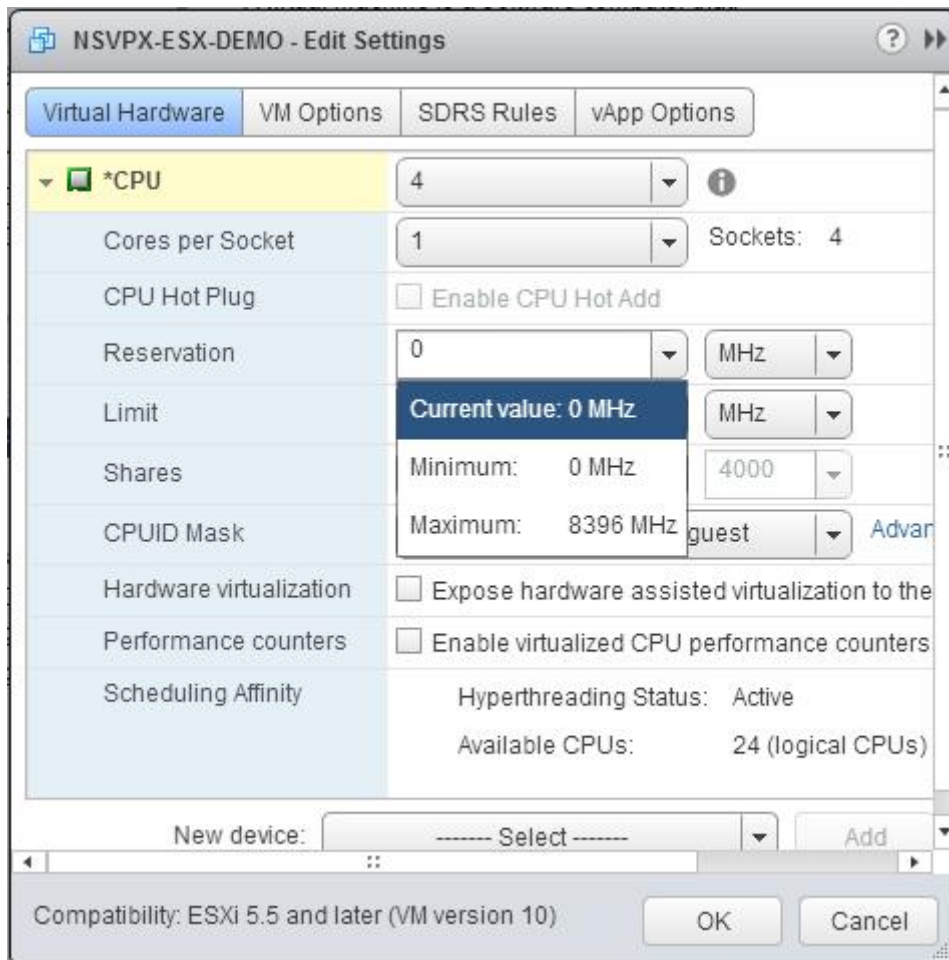 NSVPX-ESX-DEMO - Edit Settings ?
Virtual Hardware VM Options SDRS Rules vApp Options
*CPU 4
Cores per Socket 1 Sockets: 4
CPU Hot Plug Enable CPU Hot Add
Reservation 0 MHz
Limit Current value: 0 MHz MHz
Shares Minimum: 0 MHz 4000
CPUID Mask Maximum: 8396 MHz guest Advan
Hardware virtualization Expose hardware assisted virtualization to the
Performance counters Enable virtualized CPU performance counters
Scheduling Affinity Hyperthreading Status: Active
Available CPUs: 24 (logical CPUs)
New device: ------- Select ------- Add
Compatibility: ESXi 5.5 and later (VM version 10) OK Cancel